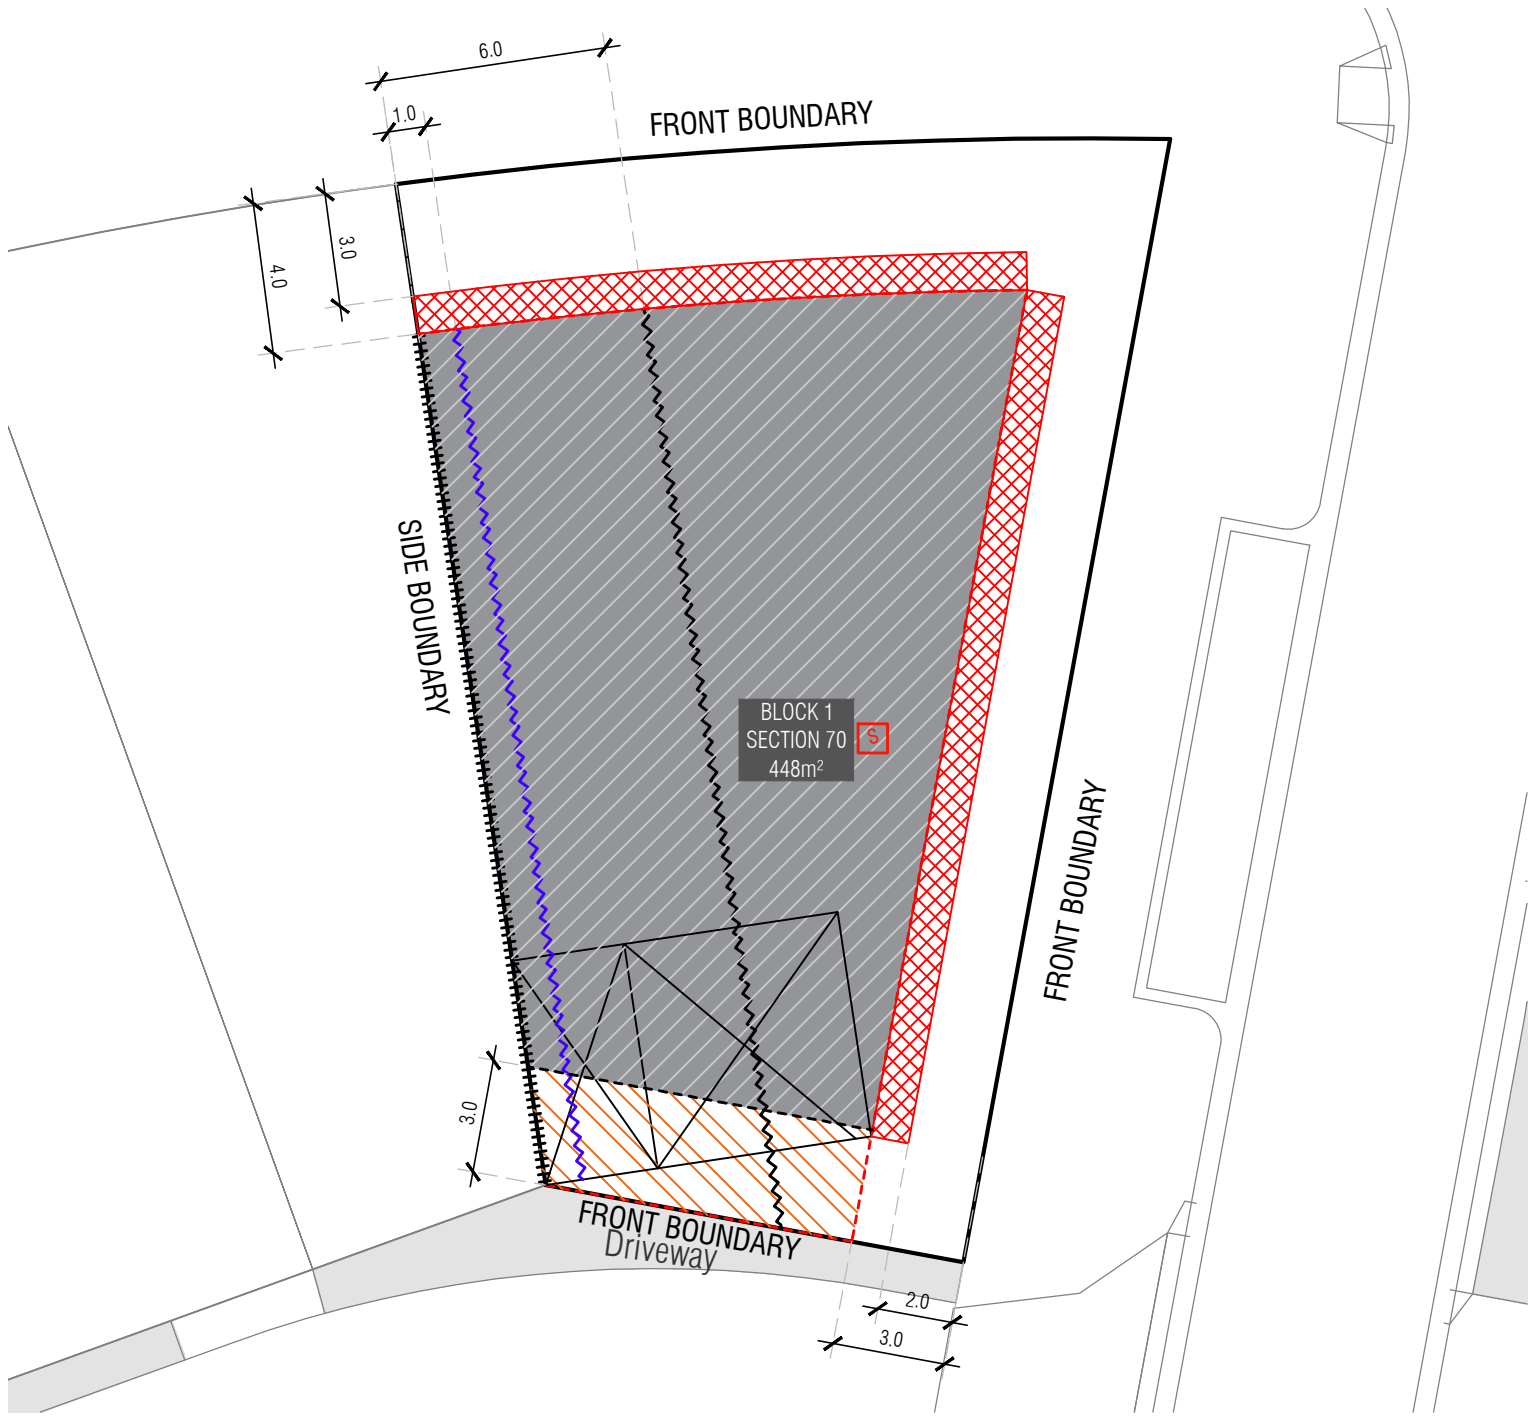 6.0
1.0
FRONT BOUNDARY
3.0
4.0
SIDE BOUNDARY
BLOCK 1
SECTION 70
448m²
S
FRONT BOUNDARY
3.0
FRONT BOUNDARY
Driveway
2.0
3.0